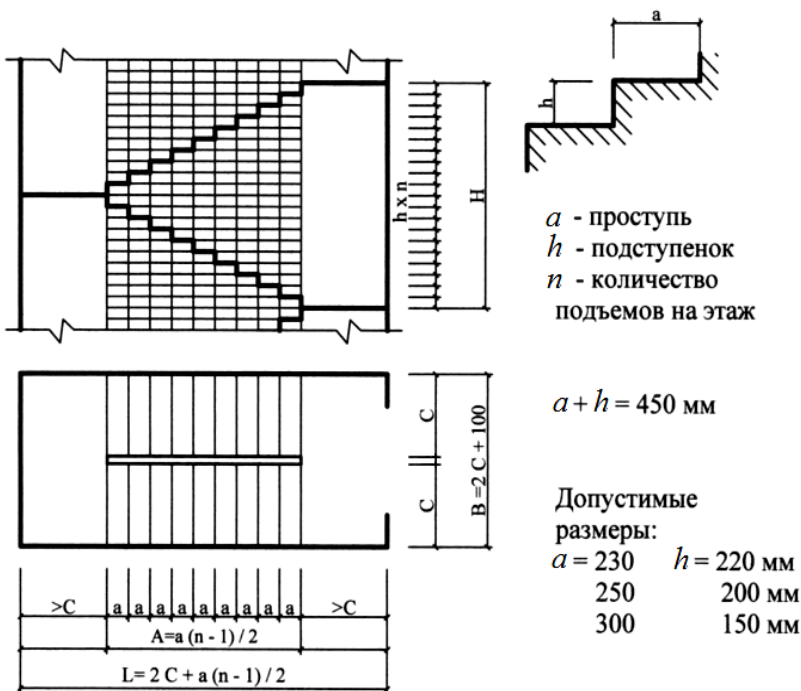 a
h
h x n
H
a - проступь
h - подступенок
n - количество
подъемов на этаж
C
C
B =2 C + 100
a + h = 450 мм
Допустимые
размеры:
a = 230 h = 220 мм
250 200 мм
300 150 мм
>C a a a a a a a a a >C
A=a (n - 1) / 2
L= 2 C + a (n - 1) / 2